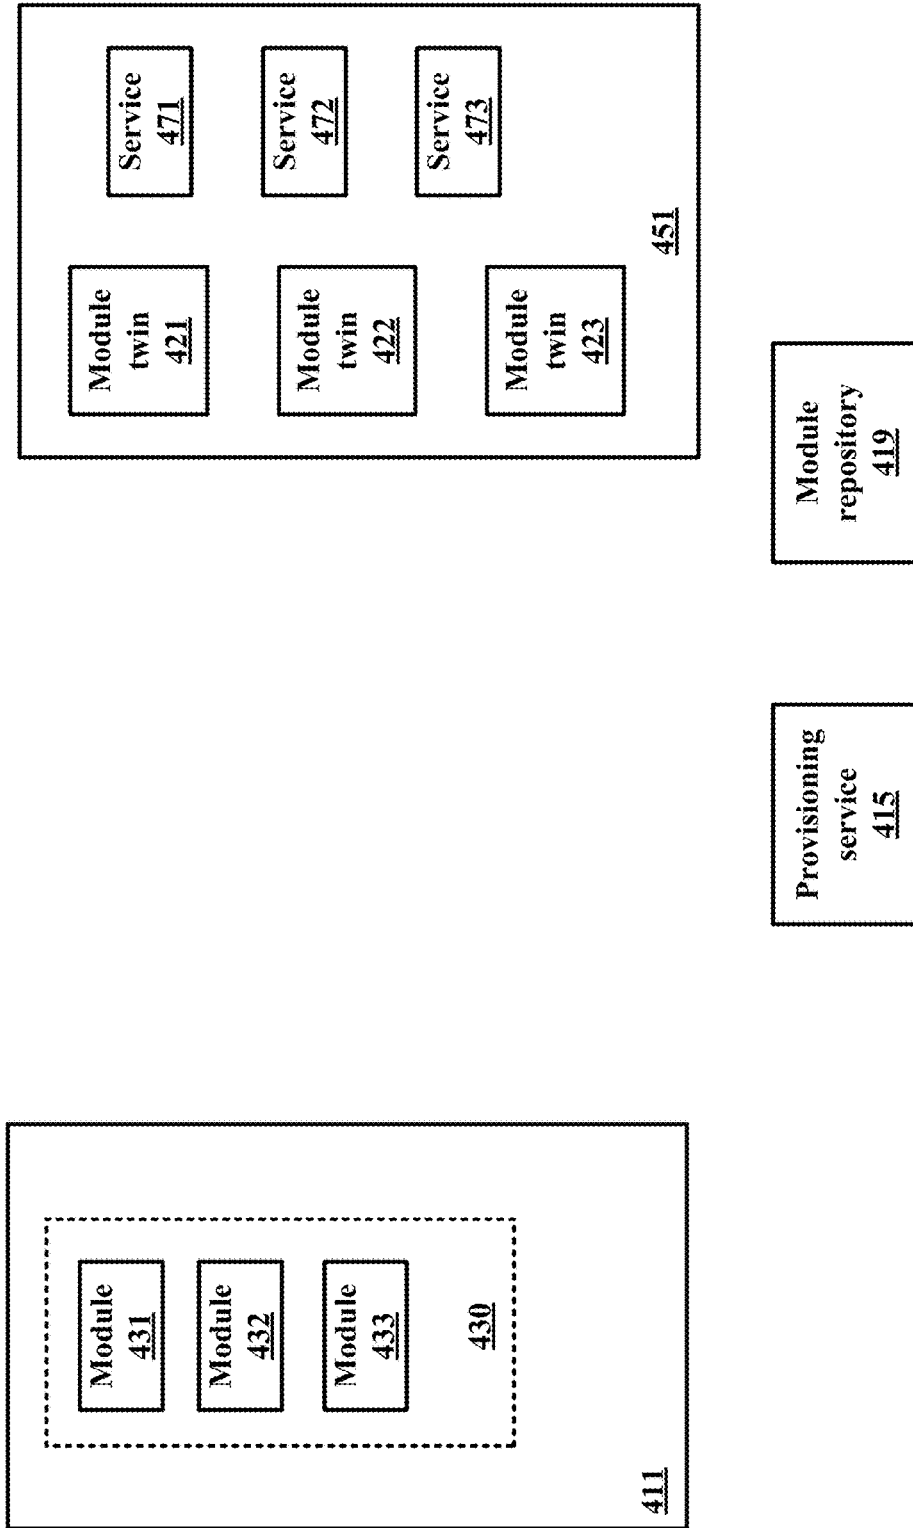 Module
431
Module
432
Module
433
430
411
Module
twin
421
Module
twin
422
Module
twin
423
Service
471
Service
472
Service
473
451
Provisioning
service
415
Module
repository
419